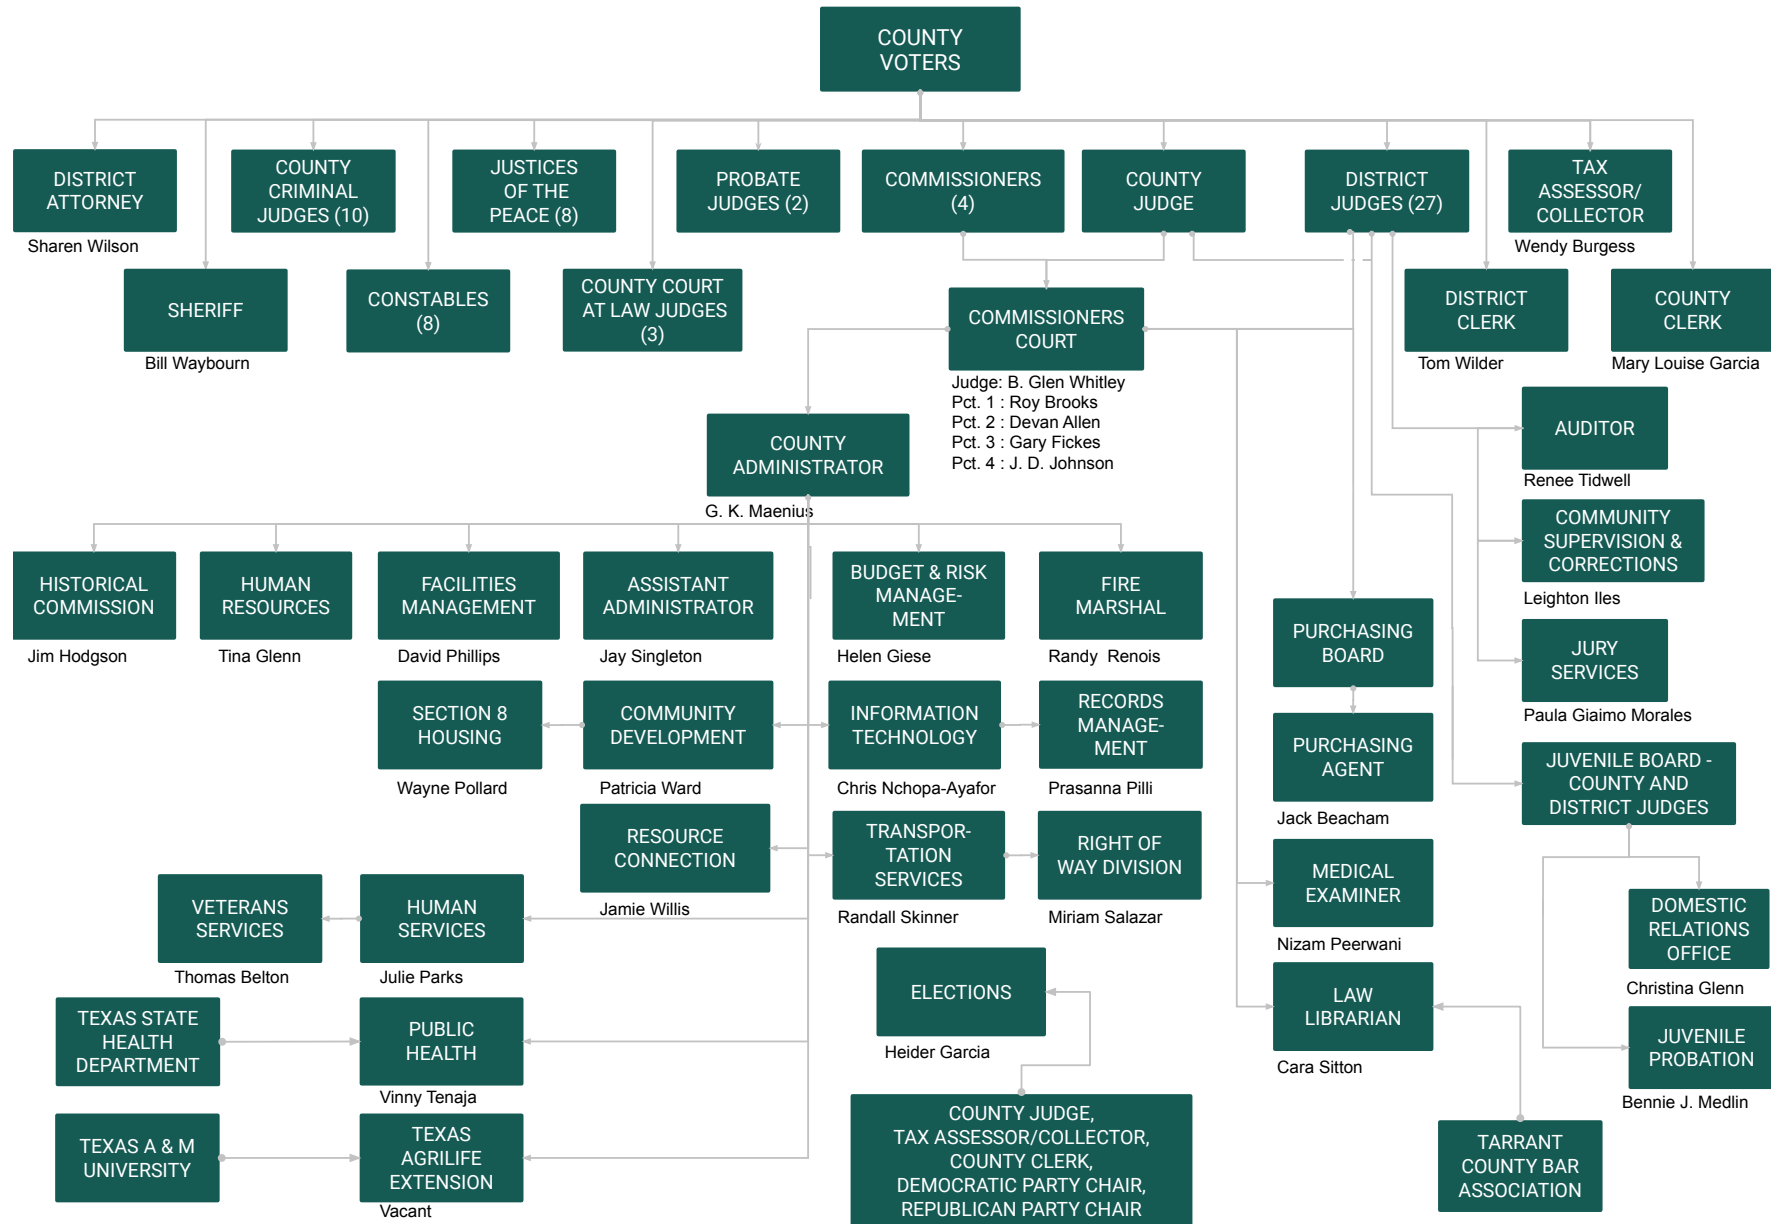 COUNTY
VOTERS
DISTRICT
ATTORNEY
Sharen Wilson
COUNTY
CRIMINAL
JUDGES (10)
JUSTICES
OF THE
PEACE (8)
PROBATE
JUDGES (2)
COMMISSIONERS
(4)
COUNTY
JUDGE
DISTRICT
JUDGES (27)
TAX
ASSESSOR/
COLLECTOR
Wendy Burgess
SHERIFF
Bill Waybourn
CONSTABLES
(8)
COUNTY COURT
AT LAW JUDGES
(3)
COMMISSIONERS
COURT
Judge: B. Glen Whitley
Pct. 1 : Roy Brooks
Pct. 2 : Devan Allen
Pct. 3 : Gary Fickes
Pct. 4 : J. D. Johnson
DISTRICT
CLERK
Tom Wilder
COUNTY
CLERK
Mary Louise Garcia
COUNTY
ADMINISTRATOR
G. K. Maenius
AUDITOR
Renee Tidwell
COMMUNITY
SUPERVISION &
CORRECTIONS
Leighton Iles
HISTORICAL
COMMISSION
Jim Hodgson
HUMAN
RESOURCES
Tina Glenn
FACILITIES
MANAGEMENT
David Phillips
ASSISTANT
ADMINISTRATOR
Jay Singleton
BUDGET & RISK
MANAGE-
MENT
Helen Giese
FIRE
MARSHAL
Randy  Renois
PURCHASING
BOARD
JURY
SERVICES
Paula Giaimo Morales
SECTION 8
HOUSING
Wayne Pollard
COMMUNITY
DEVELOPMENT
Patricia Ward
INFORMATION
TECHNOLOGY
Chris Nchopa-Ayafor
RECORDS
MANAGE-
MENT
Prasanna Pilli
PURCHASING
AGENT
Jack Beacham
JUVENILE BOARD -
COUNTY AND
DISTRICT JUDGES
RESOURCE
CONNECTION
Jamie Willis
TRANSPOR-
TATION
SERVICES
Randall Skinner
RIGHT OF
WAY DIVISION
Miriam Salazar
MEDICAL
EXAMINER
Nizam Peerwani
VETERANS
SERVICES
Thomas Belton
HUMAN
SERVICES
Julie Parks
DOMESTIC
RELATIONS
OFFICE
Christina Glenn
ELECTIONS
Heider Garcia
LAW
LIBRARIAN
Cara Sitton
TEXAS STATE
HEALTH
DEPARTMENT
PUBLIC
HEALTH
Vinny Tenaja
JUVENILE
PROBATION
Bennie J. Medlin
TEXAS A & M
UNIVERSITY
TEXAS
AGRILIFE
EXTENSION
Vacant
COUNTY JUDGE,
TAX ASSESSOR/COLLECTOR,
COUNTY CLERK,
DEMOCRATIC PARTY CHAIR,
REPUBLICAN PARTY CHAIR
TARRANT
COUNTY BAR
ASSOCIATION